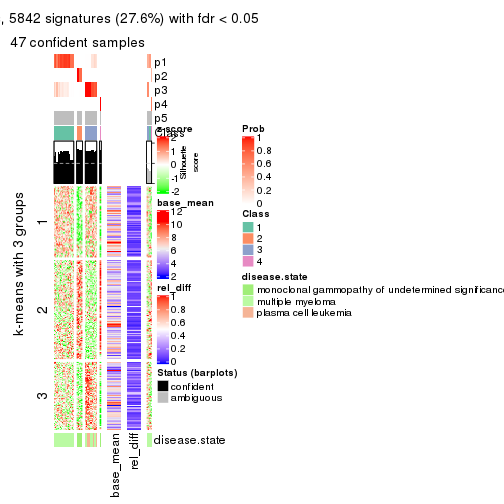 , 5842 signatures (27.6%) with fdr < 0.05
47 confident samples
p1
p2
p3
p4
p5
Class
Silhouette
score
k-means with 3 groups
1
2
3
disease.state
base_mean
rel_diff
z-score
2
1
0
-1
-2
base_mean
12
10
8
6
4
2
rel_diff
1
0.8
0.6
0.4
0.2
0
Status (barplots)
confident
ambiguous
Prob
1
0.8
0.6
0.4
0.2
0
Class
1
2
3
4
disease.state
monoclonal gammopathy of undetermined significance
multiple myeloma
plasma cell leukemia